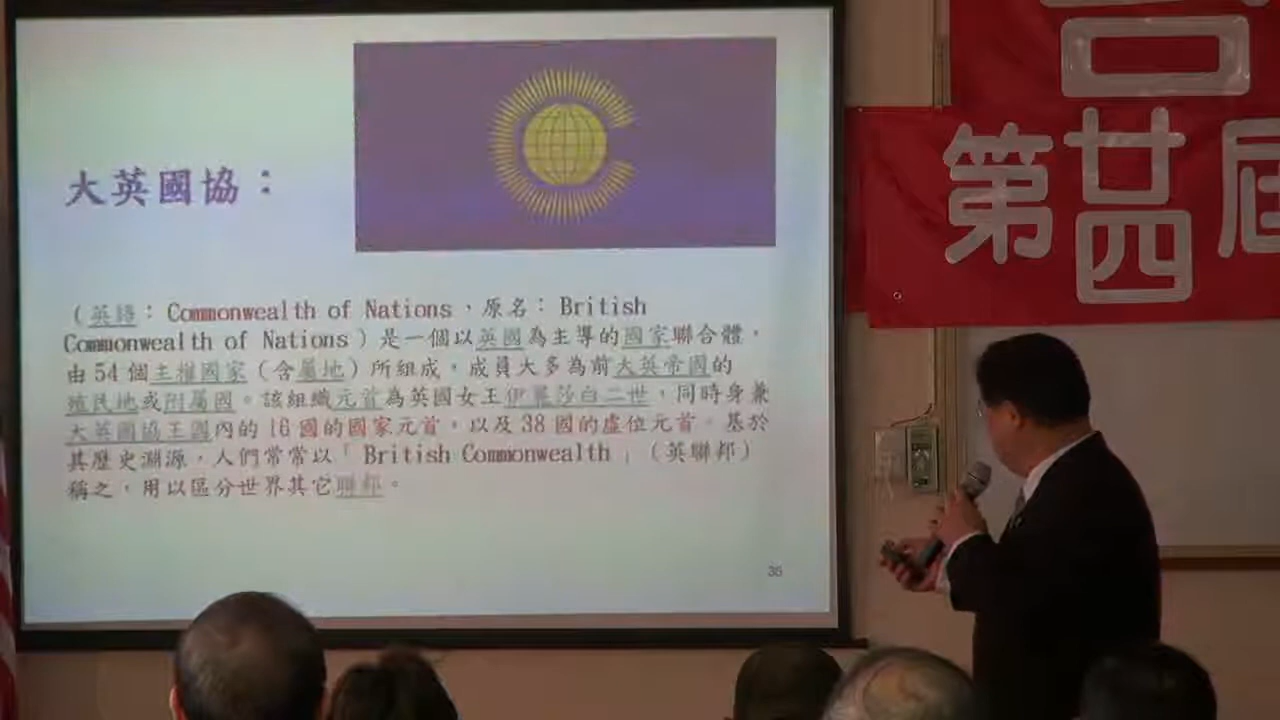 大英國協：
（英語：Commonwealth of Nations，原名：British
Commonwealth of Nations）是一個以英國為主導的國家聯合體，
由 54 個主權國家（含屬地）所組成，成員大多為前大英帝國的
殖民地或附屬國。該組織元首為英國女王伊麗莎白二世，同時身兼
大英國協王國內的 16 國的國家元首，以及 38 國的虛位元首。基於
其歷史淵源，人們常常以「British Commonwealth」（英聯邦）
稱之，用以區分世界其它聯邦。
36
第廿四屆